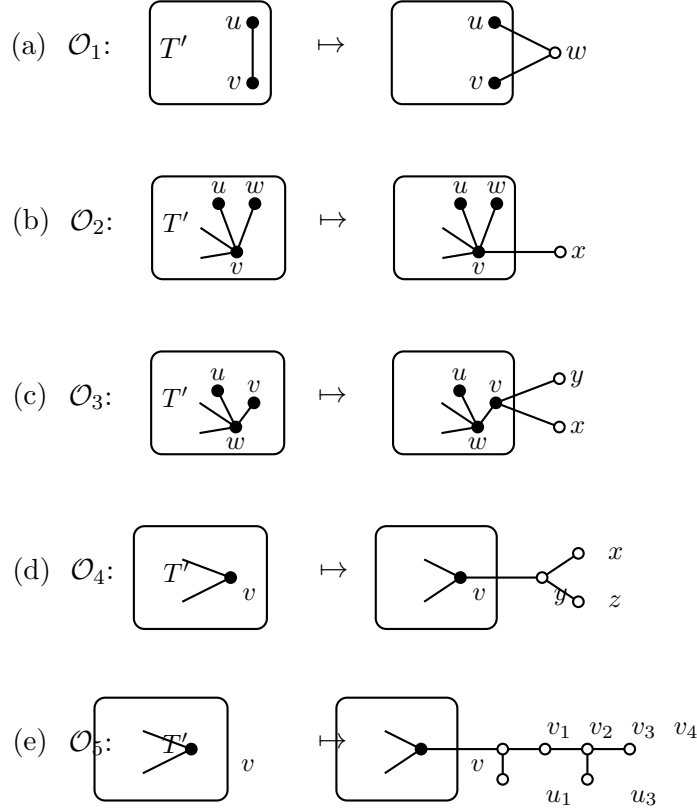 (a) 𝒪₁: T′ u v ↦ u v w
(b) 𝒪₂: T′ u w v ↦ u w v x
(c) 𝒪₃: T′ u v w ↦ u v w y x
(d) 𝒪₄: T′ v ↦ v y x z
(e) 𝒪₅: T′ v ↦ v v₁ v₂ v₃ v₄ u₁ u₃